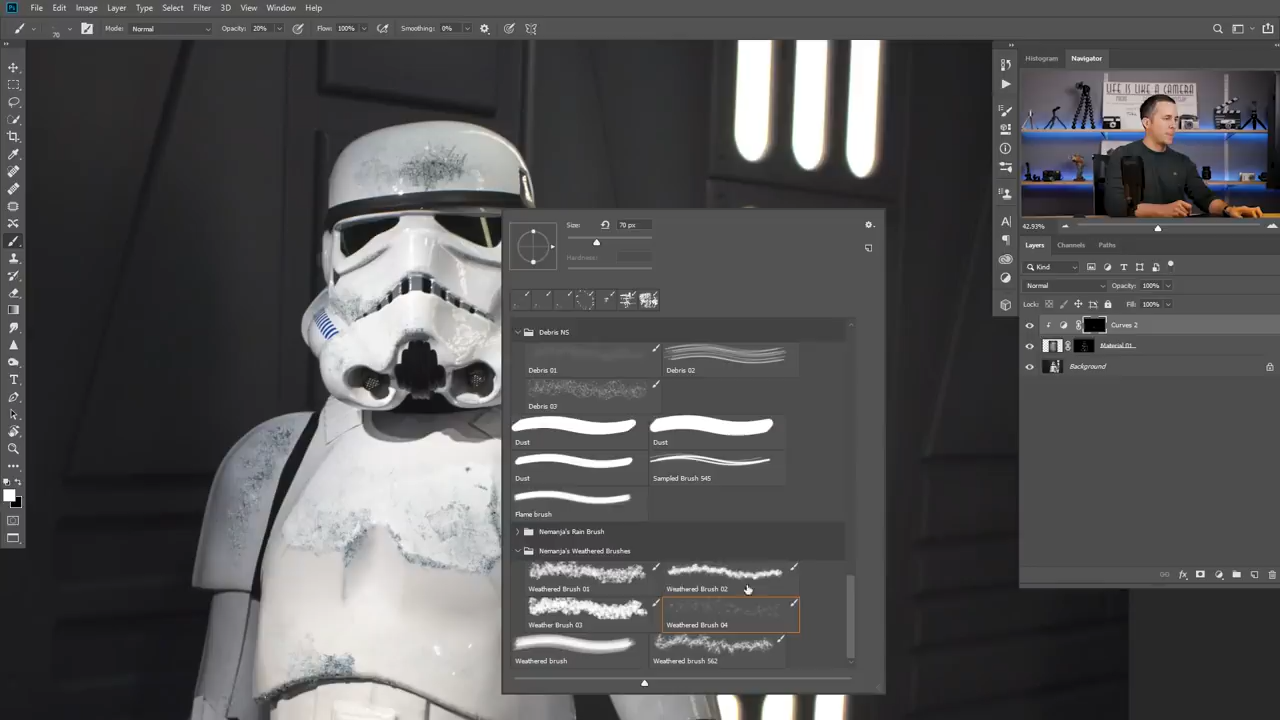 Ps File Edit Image Layer Type Select Filter 3D View Window Help
70 Mode: Normal Opacity: 20% Flow: 100% Smoothing: 0%
Histogram Navigator
LIFE IS LIKE A
CAMERA
42.93%
Layers Channels Paths
Kind
Normal Opacity: 100%
Lock: Fill: 100%
Curves 2
Material 01
Background
Size: 70 px
Hardness:
Debris NS
Debris 01 Debris 02
Debris 03
Dust Dust
Dust Sampled Brush 545
Flame brush
Nemanja's Rain Brush
Nemanja's Weathered Brushes
Weathered Brush 01 Weathered Brush 02
Weather Brush 03 Weathered Brush 04
Weathered brush Weathered brush 562